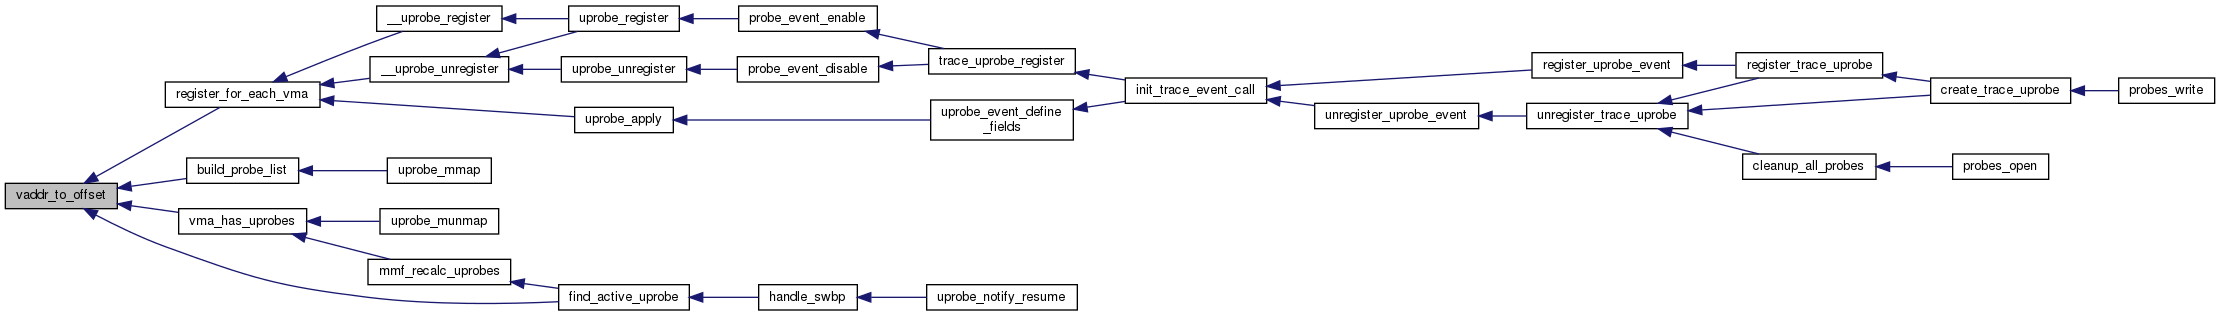 __uprobe_register
uprobe_register
probe_event_enable
__uprobe_unregister
uprobe_unregister
probe_event_disable
trace_uprobe_register
register_for_each_vma
uprobe_apply
uprobe_event_define
_fields
init_trace_event_call
register_uprobe_event
register_trace_uprobe
unregister_uprobe_event
unregister_trace_uprobe
create_trace_uprobe
probes_write
cleanup_all_probes
probes_open
build_probe_list
uprobe_mmap
vaddr_to_offset
vma_has_uprobes
uprobe_munmap
mmf_recalc_uprobes
find_active_uprobe
handle_swbp
uprobe_notify_resume